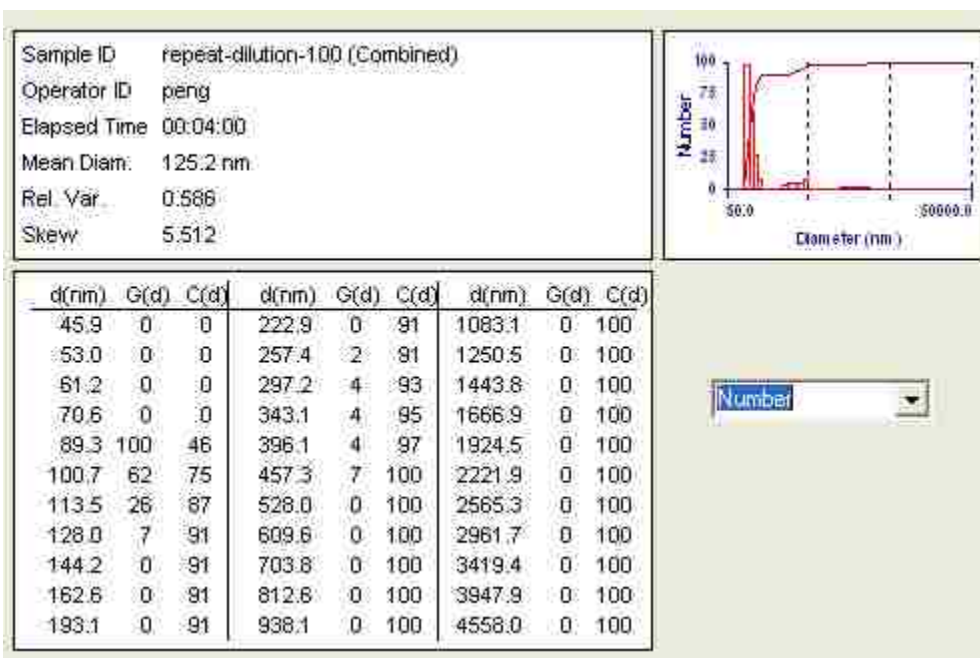 Sample ID repeat-dilution-100 (Combined)
Operator ID peng
Elapsed Time 00:04:00
Mean Diam. 125.2 nm
Rel. Var. 0.586
Skew 5.512
100
75
50
25
0
Number
50.0 50000.0
Diameter (nm)
d(nm) G(d) C(d) d(nm) G(d) C(d) d(nm) G(d) C(d)
45.9 0 0 222.9 0 91 1083.1 0 100
53.0 0 0 257.4 2 91 1250.5 0 100
61.2 0 0 297.2 4 93 1443.8 0 100
70.6 0 0 343.1 4 95 1666.9 0 100
89.3 100 46 396.1 4 97 1924.5 0 100
100.7 62 75 457.3 7 100 2221.9 0 100
113.5 26 87 528.0 0 100 2565.3 0 100
128.0 7 91 609.6 0 100 2961.7 0 100
144.2 0 91 703.8 0 100 3419.4 0 100
162.6 0 91 812.6 0 100 3947.9 0 100
193.1 0 91 938.1 0 100 4558.0 0 100
Number